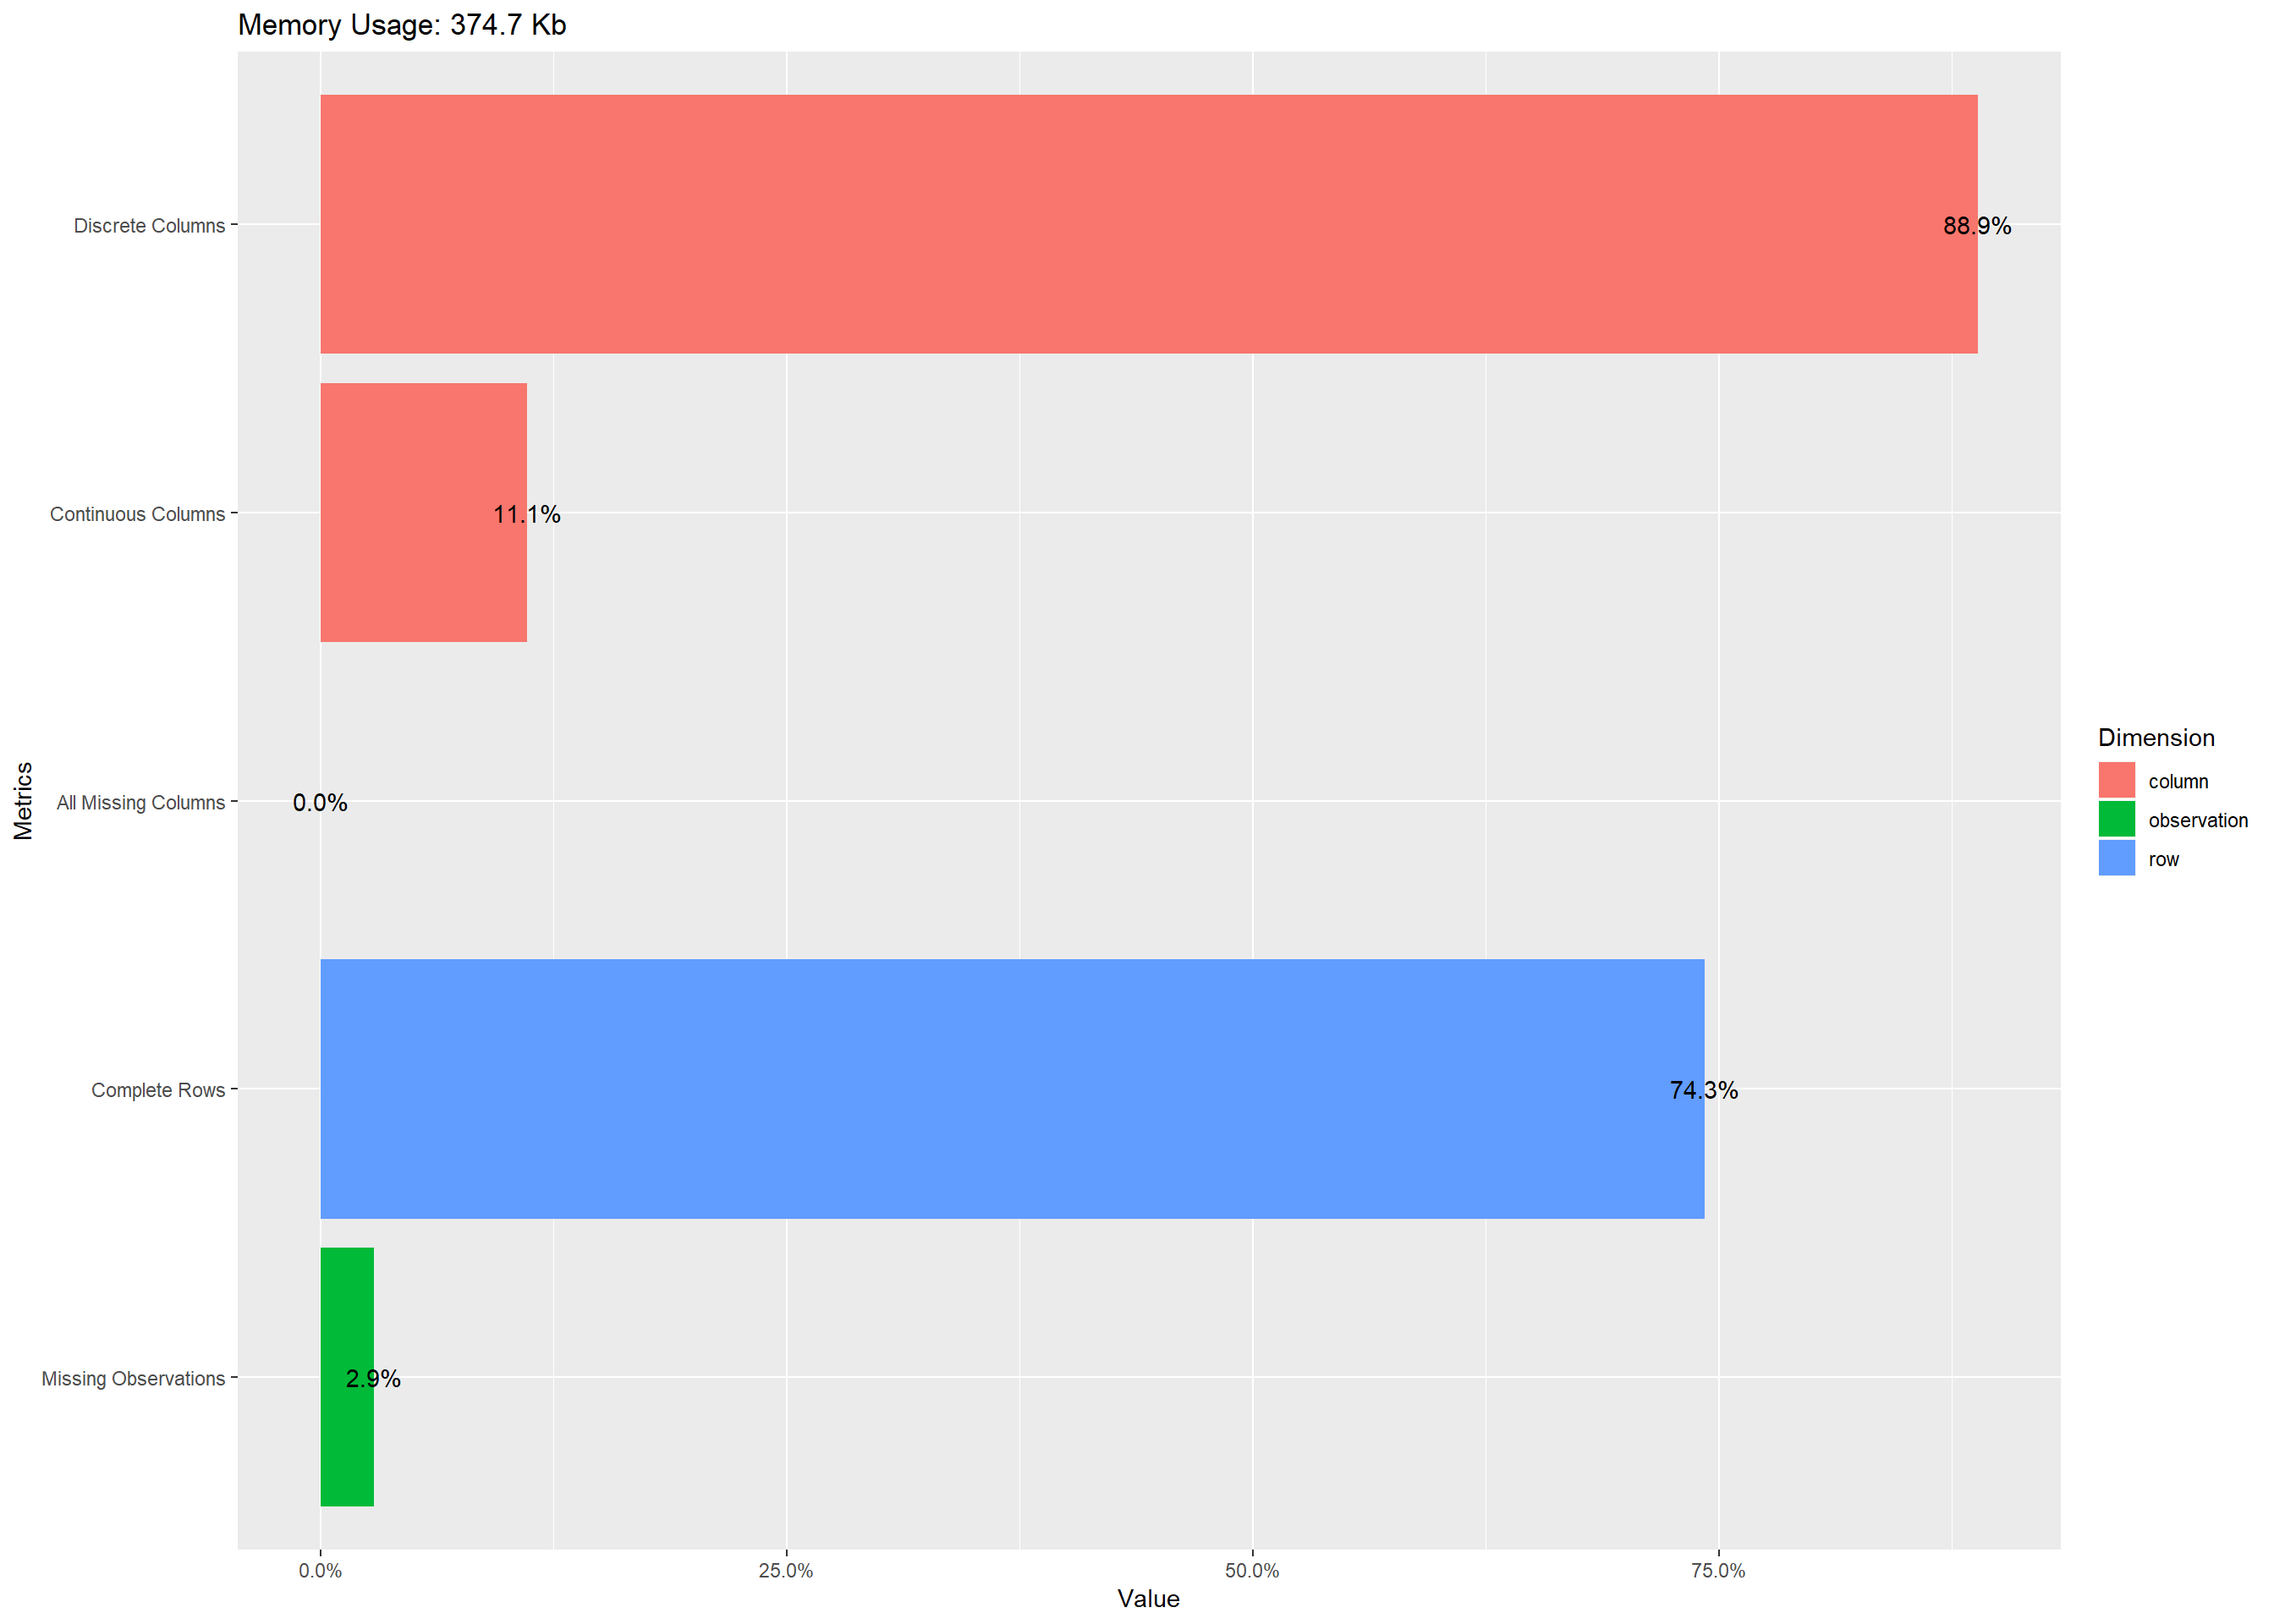 Memory Usage: 374.7 Kb
Discrete Columns
88.9%
Continuous Columns
11.1%
All Missing Columns
0.0%
Complete Rows
74.3%
Missing Observations
2.9%
Metrics
0.0%
25.0%
50.0%
75.0%
Value
Dimension
column
observation
row